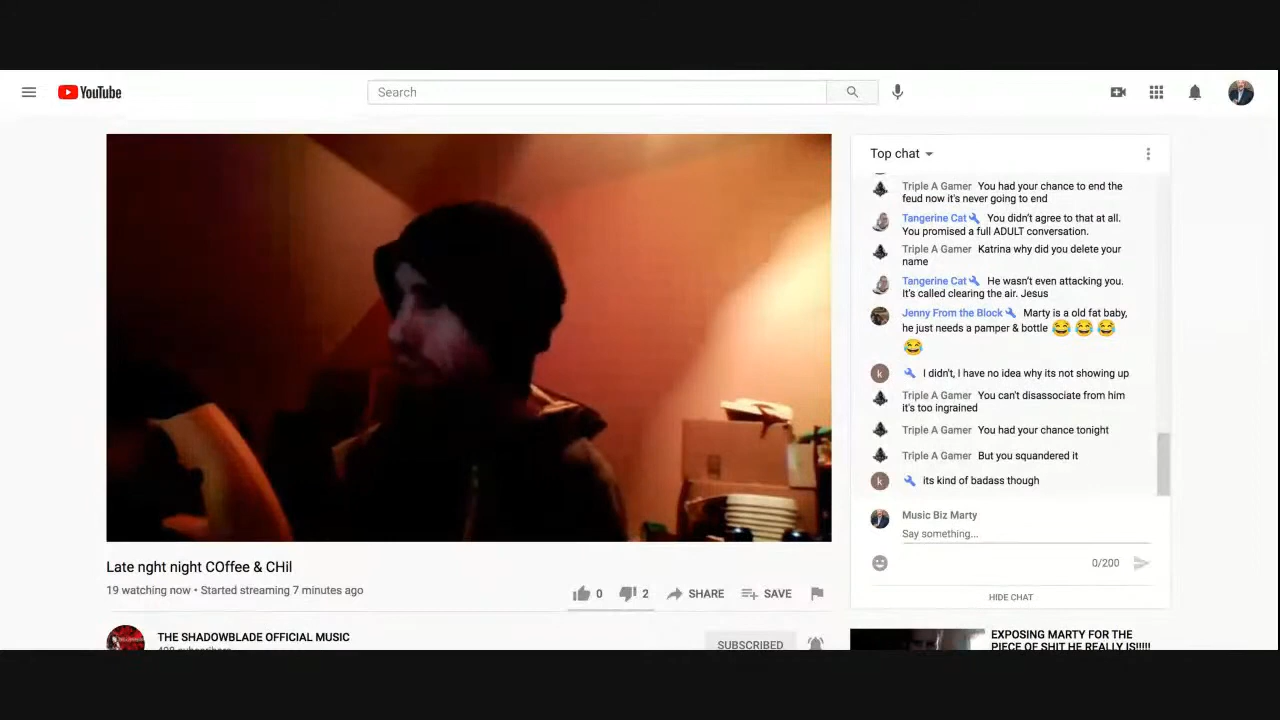 YouTube
Search
Top chat
Triple A Gamer You had your chance to end the
feud now it's never going to end
Tangerine Cat You didn't agree to that at all.
You promised a full ADULT conversation.
Triple A Gamer Katrina why did you delete your
name
Tangerine Cat He wasn't even attacking you.
It's called clearing the air. Jesus
Jenny From the Block Marty is a old fat baby,
he just needs a pamper & bottle 😂 😂 😂
😂
k I didn't, I have no idea why its not showing up
Triple A Gamer You can't disassociate from him
it's too ingrained
Triple A Gamer You had your chance tonight
Triple A Gamer But you squandered it
k its kind of badass though
Music Biz Marty
Say something...
0/200
HIDE CHAT
Late nght night COffee & CHil
19 watching now • Started streaming 7 minutes ago
0 2 SHARE SAVE
THE SHADOWBLADE OFFICIAL MUSIC
SUBSCRIBED
EXPOSING MARTY FOR THE
PIECE OF SHIT HE REALLY IS!!!!!